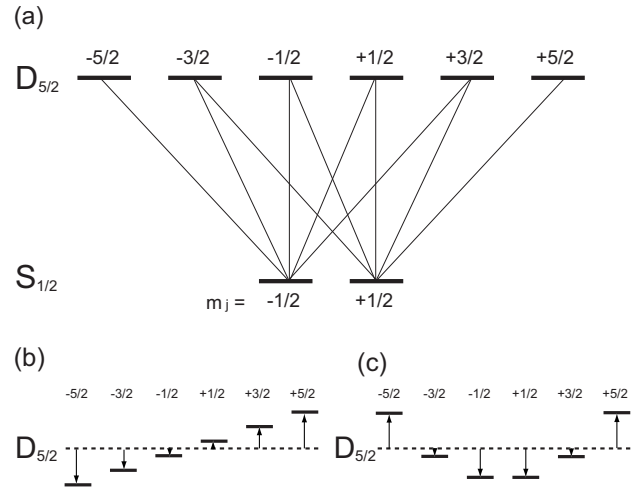 (a)
-5/2 -3/2 -1/2 +1/2 +3/2 +5/2
D5/2
S1/2
mj = -1/2 +1/2
(b) (c)
-5/2 -3/2 -1/2 +1/2 +3/2 +5/2 -5/2 -3/2 -1/2 +1/2 +3/2 +5/2
D5/2 D5/2